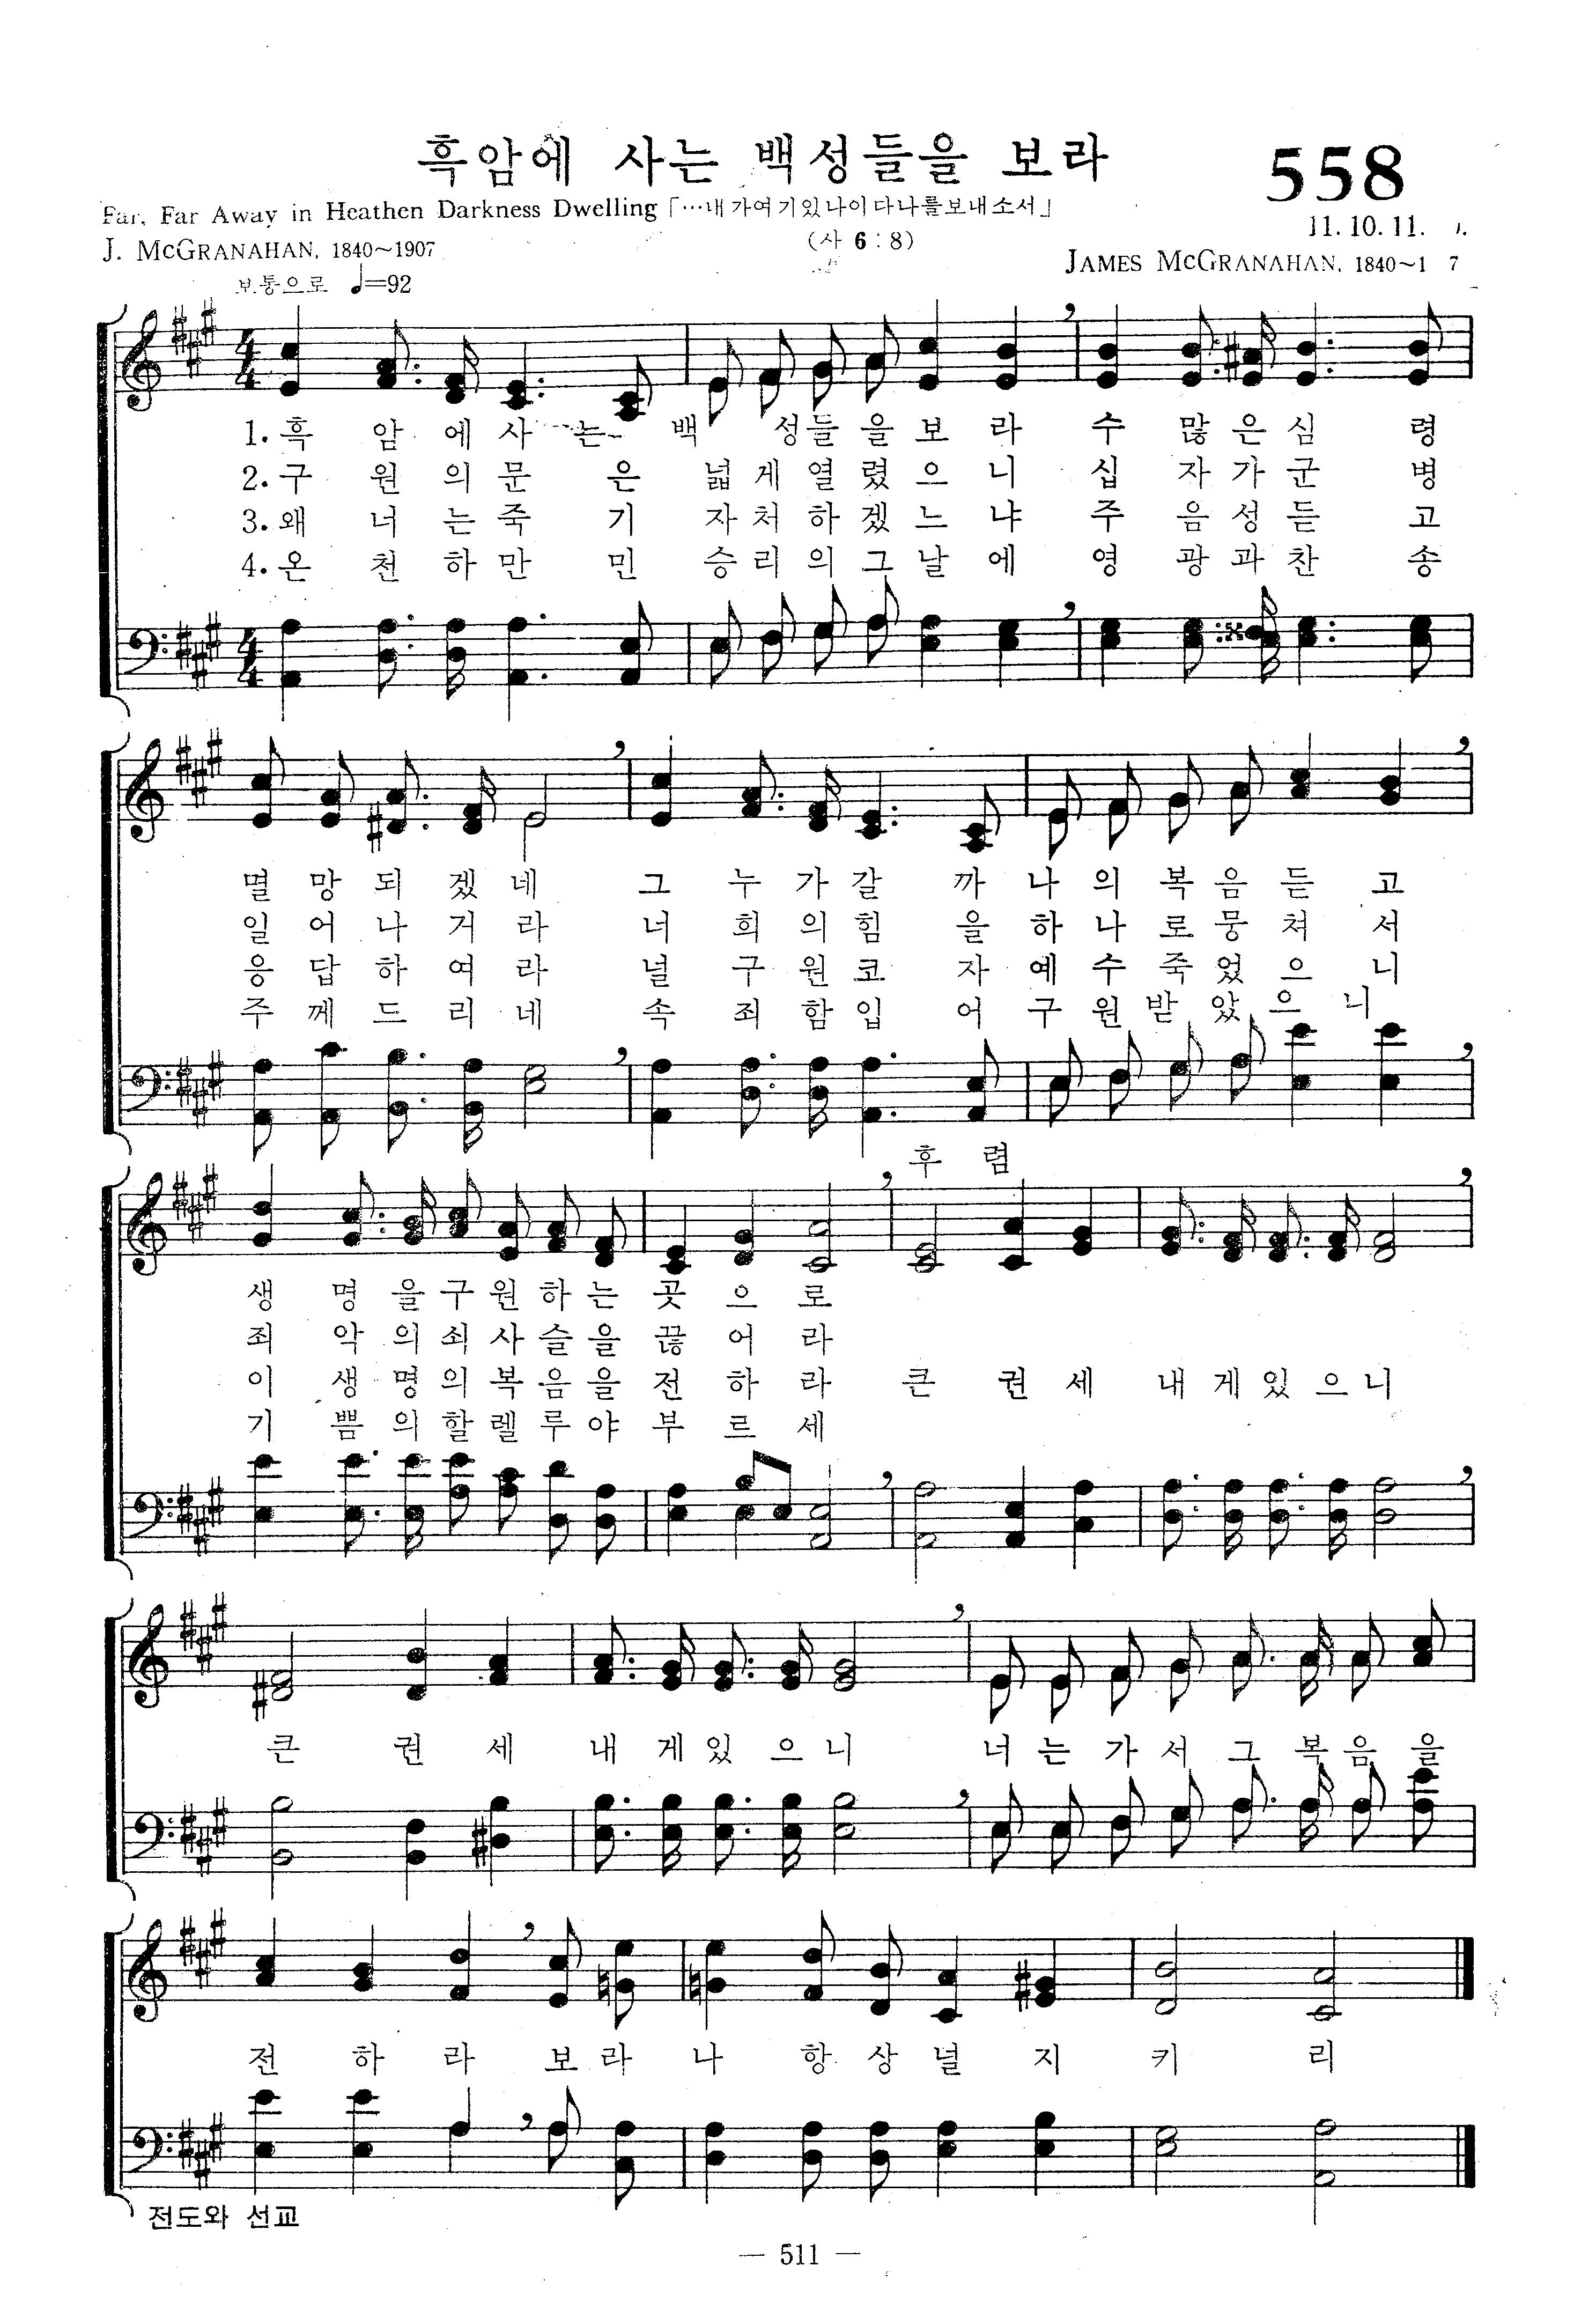 흑암에 사는 백성들을 보라
558
Far, Far Away in Heathen Darkness Dwelling 「…내가여기있나이다나를보내소서」
11. 10. 11.
J. McGRANAHAN, 1840~1907
(사 6 : 8)
JAMES McGRANAHAN, 1840~1 7
보통으로 ♩=92
1. 흑 암 에 사 는 백 성 들 을 보 라 수 많 은 심 령
2. 구 원 의 문 은 넓 게 열 렸 으 니 십 자 가 군 병
3. 왜 너 는 죽 기 자 처 하 겠 느 냐 주 음 성 듣 고
4. 온 천 하 만 민 승 리 의 그 날 에 영 광 과 찬 송
멸 망 되 겠 네 그 누 가 갈 까 나 의 복 음 듣 고
일 어 나 거 라 너 희 의 힘 을 하 나 로 뭉 쳐 서
응 답 하 여 라 널 구 원 코 자 예 수 죽 었 으 니
주 께 드 리 네 속 죄 함 입 어 구 원 받 았 으 니
후 렴
생 명 을 구 원 하 는 곳 으 로
죄 악 의 쇠 사 슬 을 끊 어 라
이 생 명 의 복 음 을 전 하 라 큰 권 세 내 게 있 으 니
기 쁨 의 할 렐 루 야 부 르 세
큰 권 세 내 게 있 으 니 너 는 가 서 그 복 음 을
전 하 라 보 라 나 항 상 널 지 키 리
전도와 선교
— 511 —